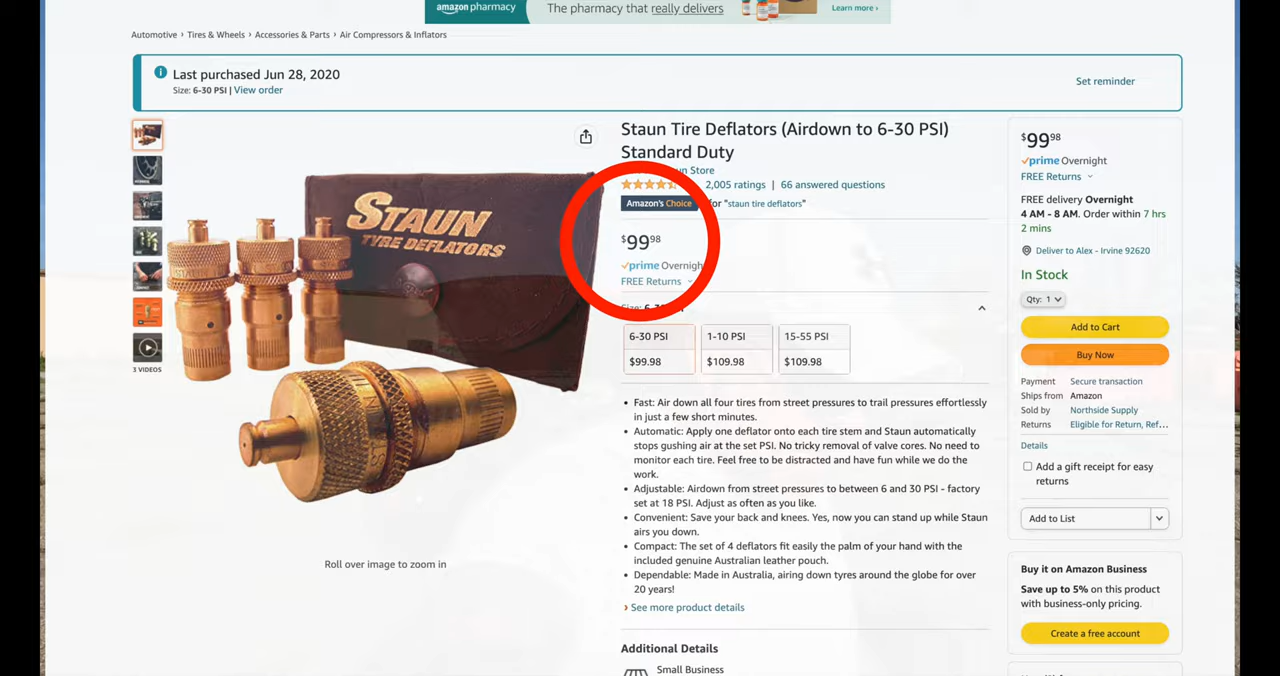 amazon pharmacy
The pharmacy that really delivers
Learn more ›
Automotive › Tires & Wheels › Accessories & Parts › Air Compressors & Inflators
Last purchased Jun 28, 2020
Size: 6-30 PSI | View order
Set reminder
STAUN
TYRE DEFLATORS
3 VIDEOS
Roll over image to zoom in
Staun Tire Deflators (Airdown to 6-30 PSI)
Standard Duty
Store
2,005 ratings | 66 answered questions
Amazon's Choice for "staun tire deflators"
$99.98
prime Overnight
FREE Returns
Size: 6-30 PSI
6-30 PSI
$99.98
1-10 PSI
$109.98
15-55 PSI
$109.98
• Fast: Air down all four tires from street pressures to trail pressures effortlessly
in just a few short minutes.
• Automatic: Apply one deflator onto each tire stem and Staun automatically
stops gushing air at the set PSI. No tricky removal of valve cores. No need to
monitor each tire. Feel free to be distracted and have fun while we do the
work.
• Adjustable: Airdown from street pressures to between 6 and 30 PSI - factory
set at 18 PSI. Adjust as often as you like.
• Convenient: Save your back and knees. Yes, now you can stand up while Staun
airs you down.
• Compact: The set of 4 deflators fit easily the palm of your hand with the
included genuine Australian leather pouch.
• Dependable: Made in Australia, airing down tyres around the globe for over
20 years!
› See more product details
Additional Details
Small Business
$99.98
prime Overnight
FREE Returns
FREE delivery Overnight
4 AM - 8 AM. Order within 7 hrs
2 mins
Deliver to Alex - Irvine 92620
In Stock
Qty: 1
Add to Cart
Buy Now
Payment Secure transaction
Ships from Amazon
Sold by Northside Supply
Returns Eligible for Return, Ref...
Details
Add a gift receipt for easy
returns
Add to List
Buy it on Amazon Business
Save up to 5% on this product
with business-only pricing.
Create a free account